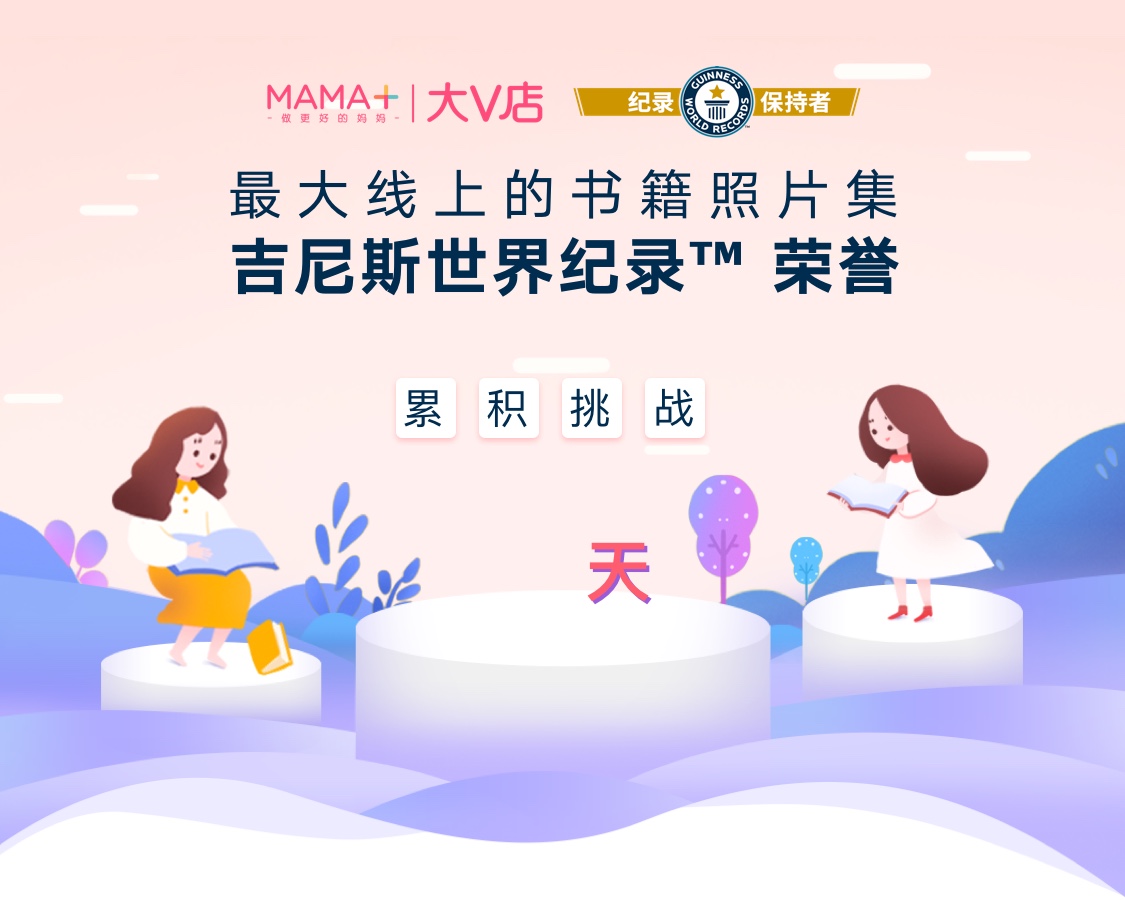 MAMA+ | 大V店
- 做更好的妈妈 -
纪录 GUINNESS WORLD RECORDS 保持者
最大线上的书籍照片集
吉尼斯世界纪录™ 荣誉
累积挑战
天